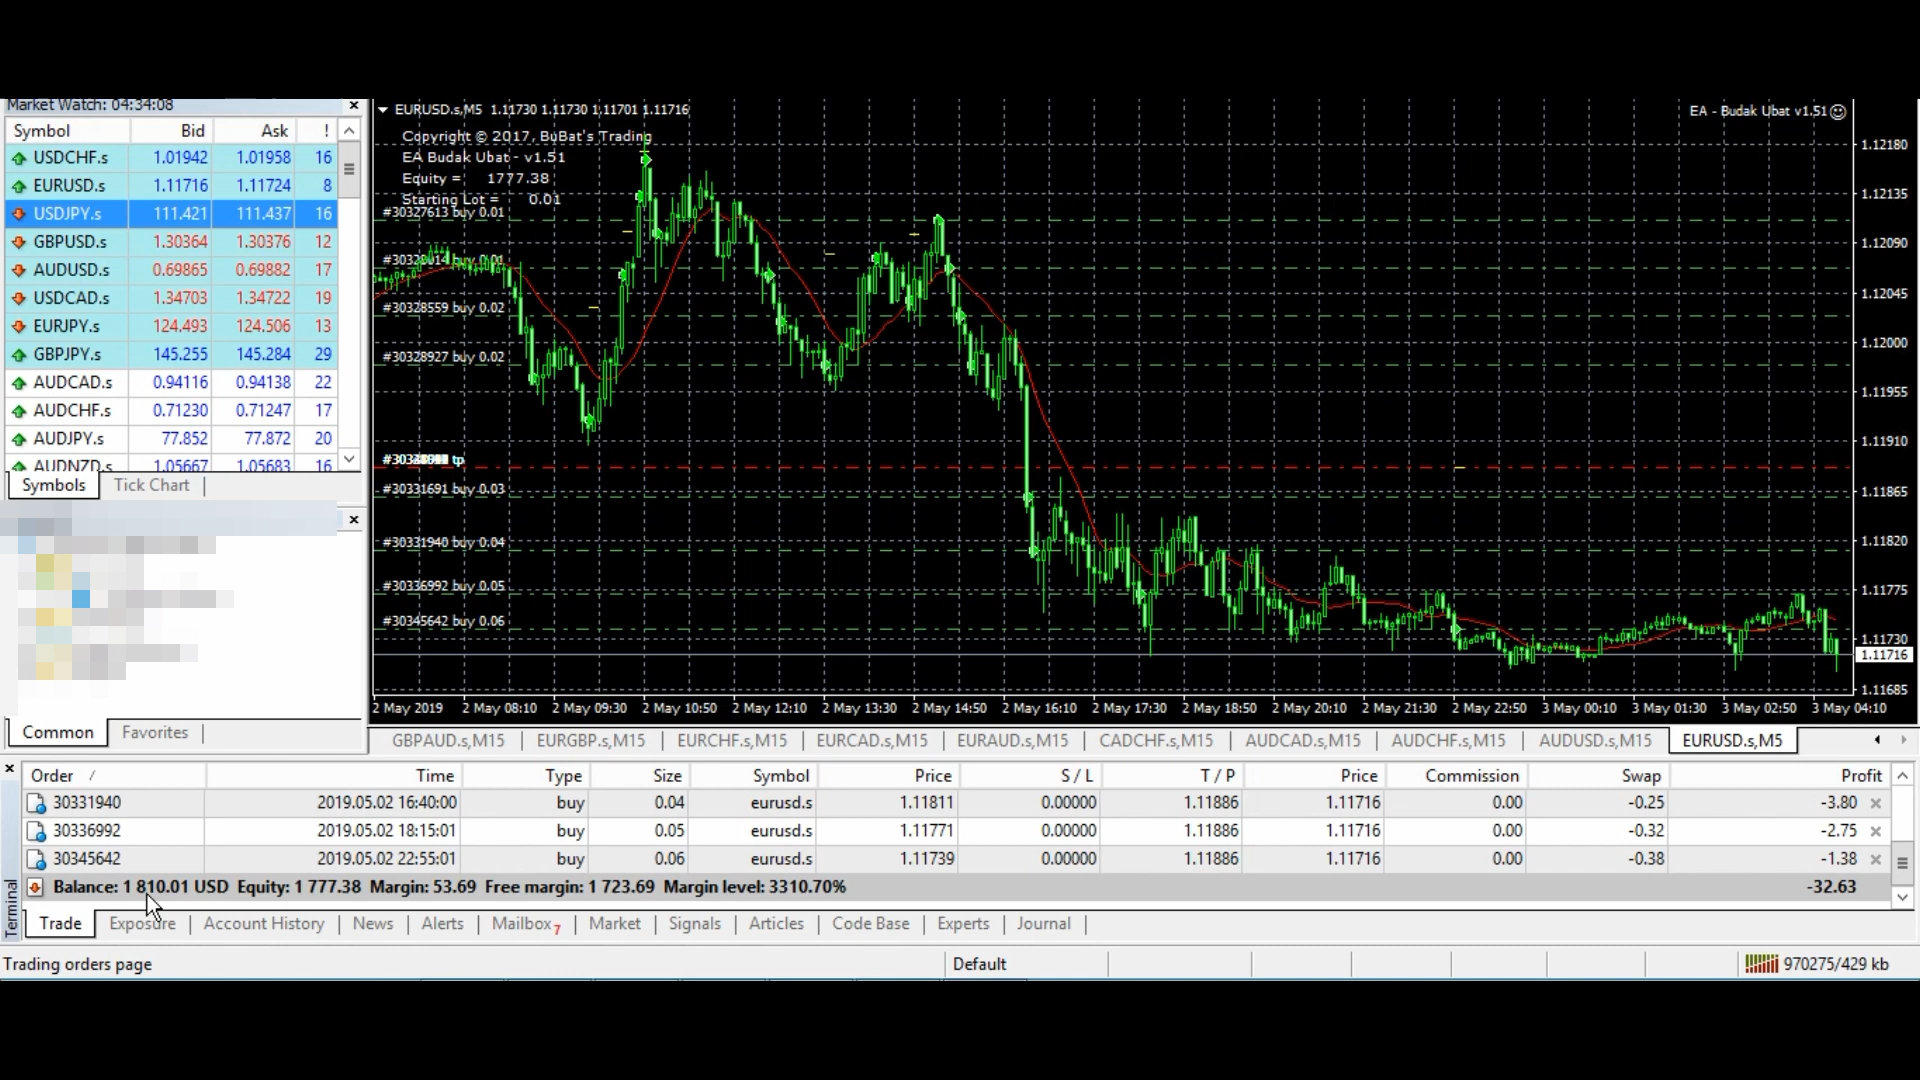 Market Watch: 04:34:08
Symbol Bid Ask !
USDCHF.s 1.01942 1.01958 16
EURUSD.s 1.11716 1.11724 8
USDJPY.s 111.421 111.437 16
GBPUSD.s 1.30364 1.30376 12
AUDUSD.s 0.69865 0.69882 17
USDCAD.s 1.34703 1.34722 19
EURJPY.s 124.493 124.506 13
GBPJPY.s 145.255 145.284 29
AUDCAD.s 0.94116 0.94138 22
AUDCHF.s 0.71230 0.71247 17
AUDJPY.s 77.852 77.872 20
AUDNZD.s 1.05667 1.05683 16
Symbols Tick Chart
Common Favorites
EURUSD.s,M5 1.11730 1.11730 1.11701 1.11716
EA - Budak Ubat v1.51
Copyright © 2017, BuBat's Trading
EA Budak Ubat - v1.51
Equity = 1777.38
Starting Lot = 0.01
#30327613 buy 0.01
buy 0.01
#30328559 buy 0.02
#30328927 buy 0.02
tp
#30331691 buy 0.03
#30331940 buy 0.04
#30336992 buy 0.05
#30345642 buy 0.06
1.12180
1.12135
1.12090
1.12045
1.12000
1.11955
1.11910
1.11865
1.11820
1.11775
1.11730
1.11716
1.11685
2 May 2019 2 May 08:10 2 May 09:30 2 May 10:50 2 May 12:10 2 May 13:30 2 May 14:50 2 May 16:10 2 May 17:30 2 May 18:50 2 May 20:10 2 May 21:30 2 May 22:50 3 May 00:10 3 May 01:30 3 May 02:50 3 May 04:10
GBPAUD.s,M15 EURGBP.s,M15 EURCHF.s,M15 EURCAD.s,M15 EURAUD.s,M15 CADCHF.s,M15 AUDCAD.s,M15 AUDCHF.s,M15 AUDUSD.s,M15 EURUSD.s,M5
Order / Time Type Size Symbol Price S / L T / P Price Commission Swap Profit
30331940 2019.05.02 16:40:00 buy 0.04 eurusd.s 1.11811 0.00000 1.11886 1.11716 0.00 -0.25 -3.80
30336992 2019.05.02 18:15:01 buy 0.05 eurusd.s 1.11771 0.00000 1.11886 1.11716 0.00 -0.32 -2.75
30345642 2019.05.02 22:55:01 buy 0.06 eurusd.s 1.11739 0.00000 1.11886 1.11716 0.00 -0.38 -1.38
Balance: 1 810.01 USD Equity: 1 777.38 Margin: 53.69 Free margin: 1 723.69 Margin level: 3310.70% -32.63
Terminal
Trade Exposure Account History News Alerts Mailbox 7 Market Signals Articles Code Base Experts Journal
Trading orders page Default 970275/429 kb